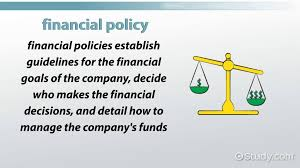 financial policy
financial policies establish
guidelines for the financial
goals of the company, decide
who makes the financial
decisions, and detail how to
manage the company's funds
$
$$$
Study.com